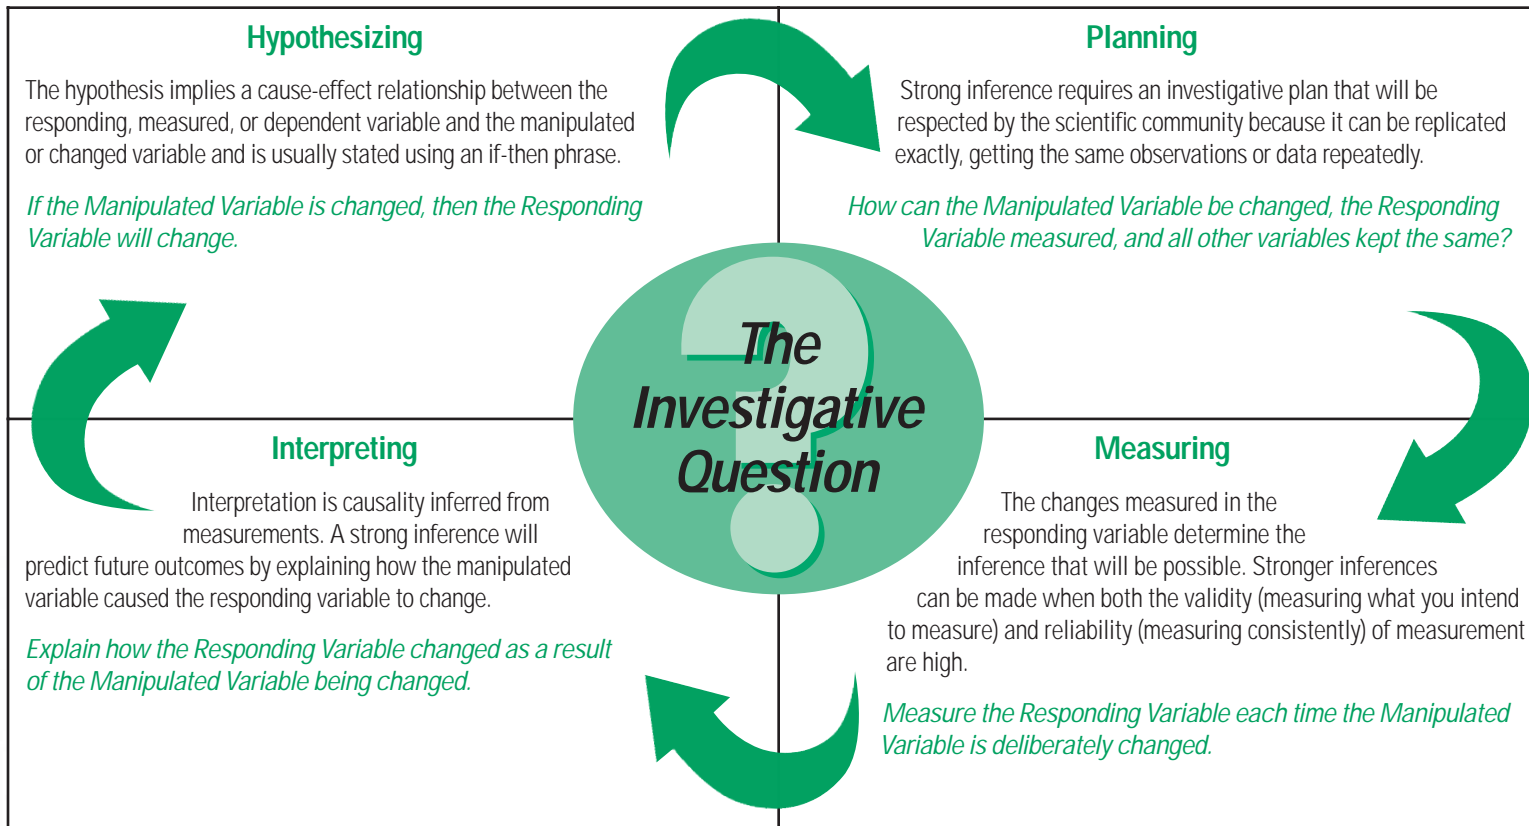 Hypothesizing
The hypothesis implies a cause-effect relationship between the
responding, measured, or dependent variable and the manipulated
or changed variable and is usually stated using an if-then phrase.
If the Manipulated Variable is changed, then the Responding
Variable will change.
Planning
Strong inference requires an investigative plan that will be
respected by the scientific community because it can be replicated
exactly, getting the same observations or data repeatedly.
How can the Manipulated Variable be changed, the Responding
Variable measured, and all other variables kept the same?
?
The
Investigative
Question
Interpreting
Interpretation is causality inferred from
measurements. A strong inference will
predict future outcomes by explaining how the manipulated
variable caused the responding variable to change.
Explain how the Responding Variable changed as a result
of the Manipulated Variable being changed.
Measuring
The changes measured in the
responding variable determine the
inference that will be possible. Stronger inferences
can be made when both the validity (measuring what you intend
to measure) and reliability (measuring consistently) of measurement
are high.
Measure the Responding Variable each time the Manipulated
Variable is deliberately changed.